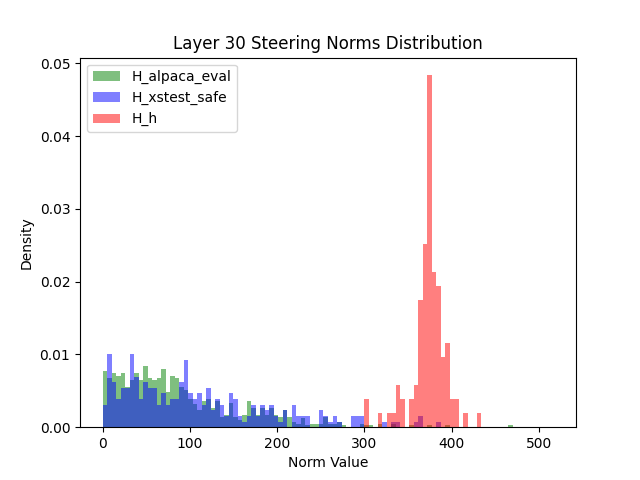 Layer 30 Steering Norms Distribution
H_alpaca_eval
H_xstest_safe
H_h
Density
0.05
0.04
0.03
0.02
0.01
0.00
0
100
200
300
400
500
Norm Value